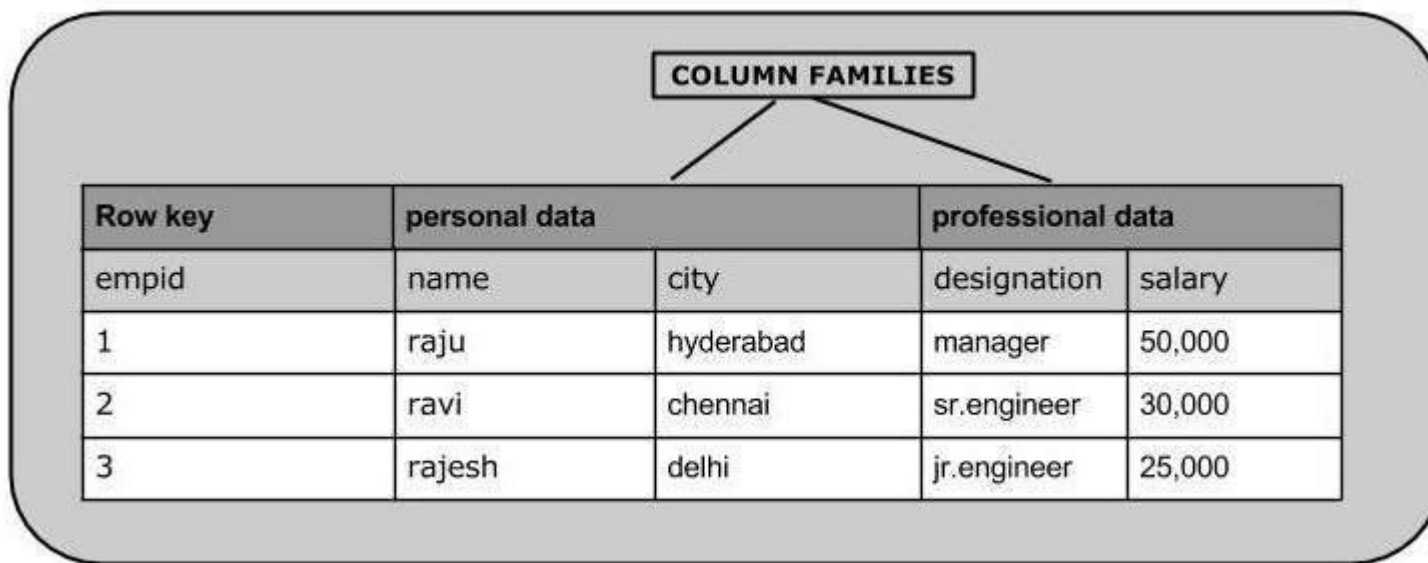 COLUMN FAMILIES
Row key personal data professional data
empid name city designation salary
1 raju hyderabad manager 50,000
2 ravi chennai sr.engineer 30,000
3 rajesh delhi jr.engineer 25,000